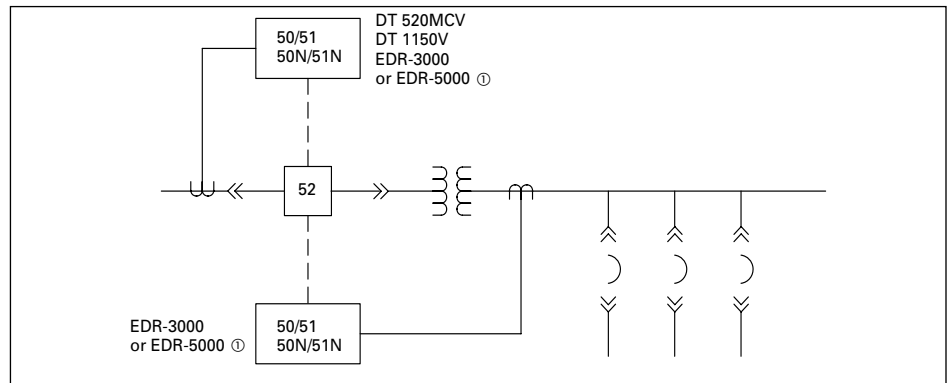 50/51
50N/51N
DT 520MCV
DT 1150V
EDR-3000
or EDR-5000 ①
52
EDR-3000
or EDR-5000 ①
50/51
50N/51N